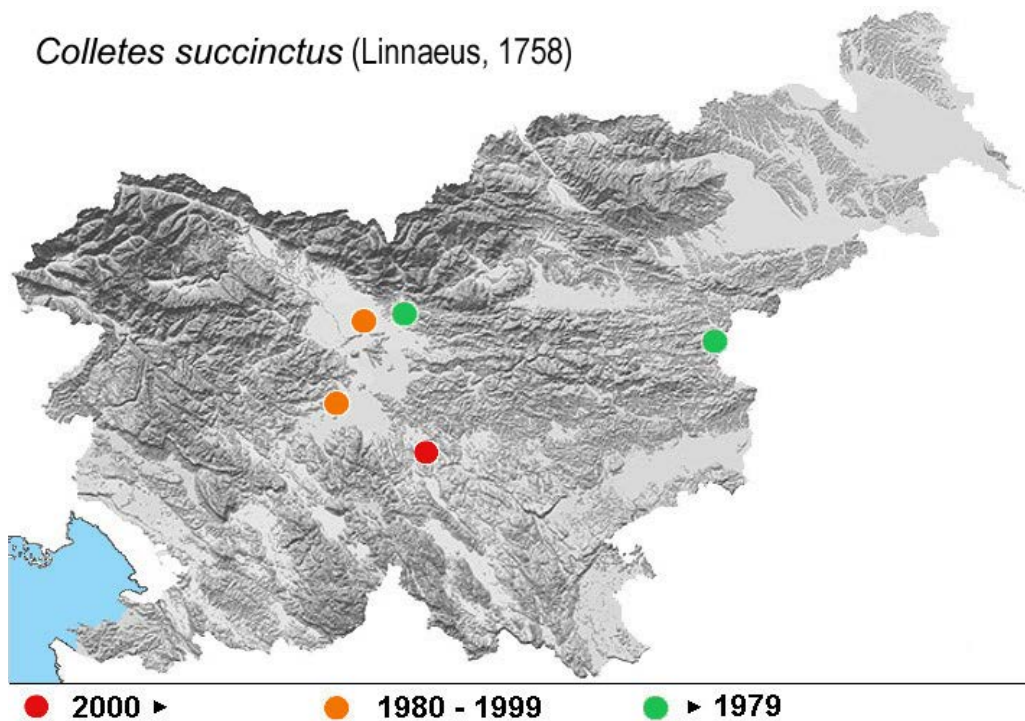 Colletes succinctus (Linnaeus, 1758)
2000 ► 1980 - 1999 ► 1979